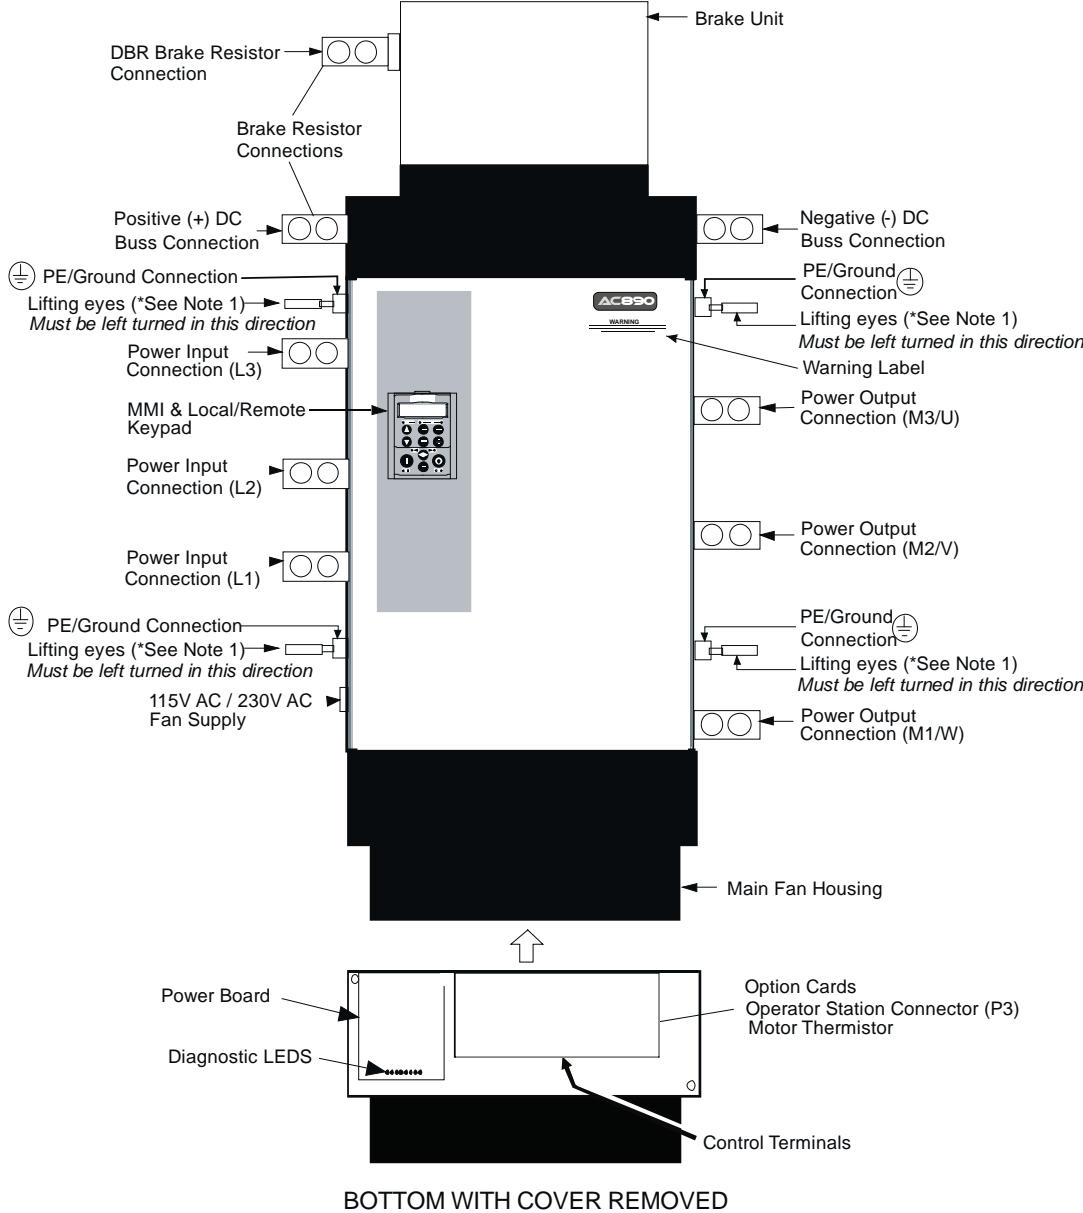 Brake Unit
DBR Brake Resistor
Connection
Brake Resistor
Connections
Positive (+) DC
Buss Connection
Negative (-) DC
Buss Connection
PE/Ground Connection
Lifting eyes (*See Note 1)
Must be left turned in this direction
PE/Ground
Connection
Lifting eyes (*See Note 1)
Must be left turned in this direction
AC890
WARNING
Warning Label
Power Input
Connection (L3)
MMI & Local/Remote
Keypad
Power Output
Connection (M3/U)
Power Input
Connection (L2)
Power Output
Connection (M2/V)
Power Input
Connection (L1)
PE/Ground Connection
Lifting eyes (*See Note 1)
Must be left turned in this direction
PE/Ground
Connection
Lifting eyes (*See Note 1)
Must be left turned in this direction
115V AC / 230V AC
Fan Supply
Power Output
Connection (M1/W)
Main Fan Housing
Power Board
Option Cards
Operator Station Connector (P3)
Motor Thermistor
Diagnostic LEDS
Control Terminals
BOTTOM WITH COVER REMOVED